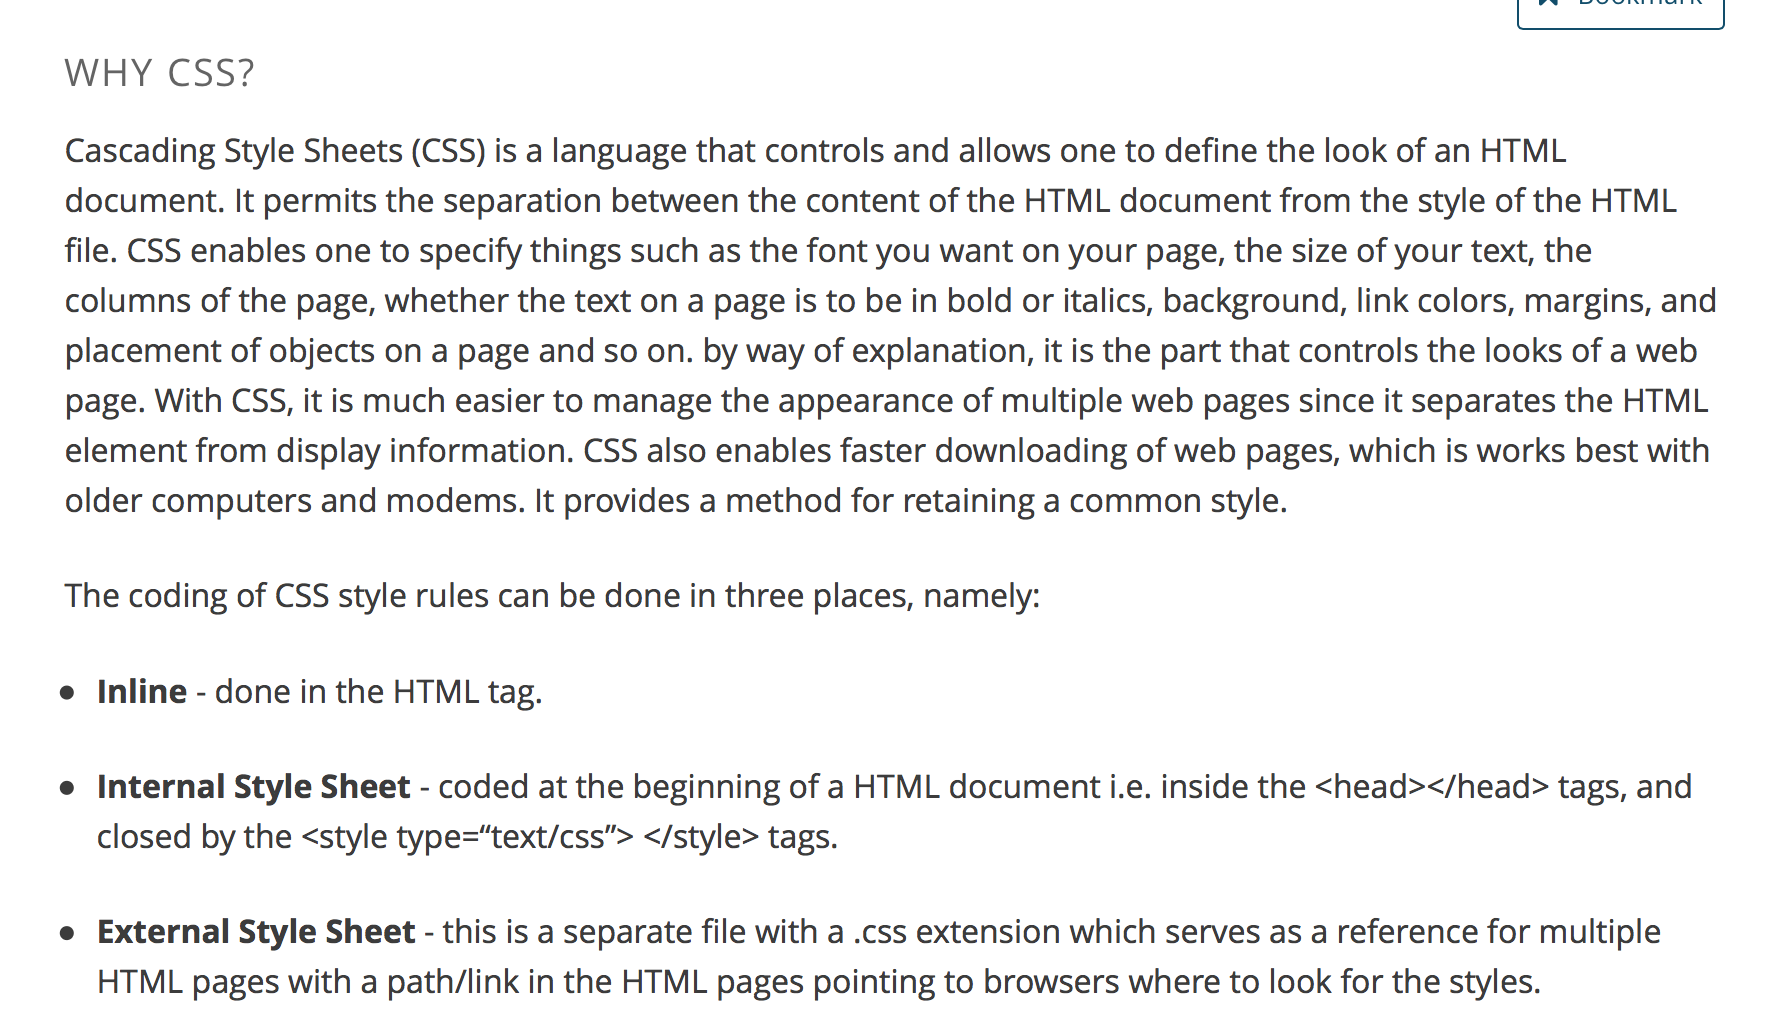 Bookmark
WHY CSS?
Cascading Style Sheets (CSS) is a language that controls and allows one to define the look of an HTML
document. It permits the separation between the content of the HTML document from the style of the HTML
file. CSS enables one to specify things such as the font you want on your page, the size of your text, the
columns of the page, whether the text on a page is to be in bold or italics, background, link colors, margins, and
placement of objects on a page and so on. by way of explanation, it is the part that controls the looks of a web
page. With CSS, it is much easier to manage the appearance of multiple web pages since it separates the HTML
element from display information. CSS also enables faster downloading of web pages, which is works best with
older computers and modems. It provides a method for retaining a common style.
The coding of CSS style rules can be done in three places, namely:
● Inline - done in the HTML tag.
● Internal Style Sheet - coded at the beginning of a HTML document i.e. inside the <head></head> tags, and
closed by the <style type=“text/css”> </style> tags.
● External Style Sheet - this is a separate file with a .css extension which serves as a reference for multiple
HTML pages with a path/link in the HTML pages pointing to browsers where to look for the styles.